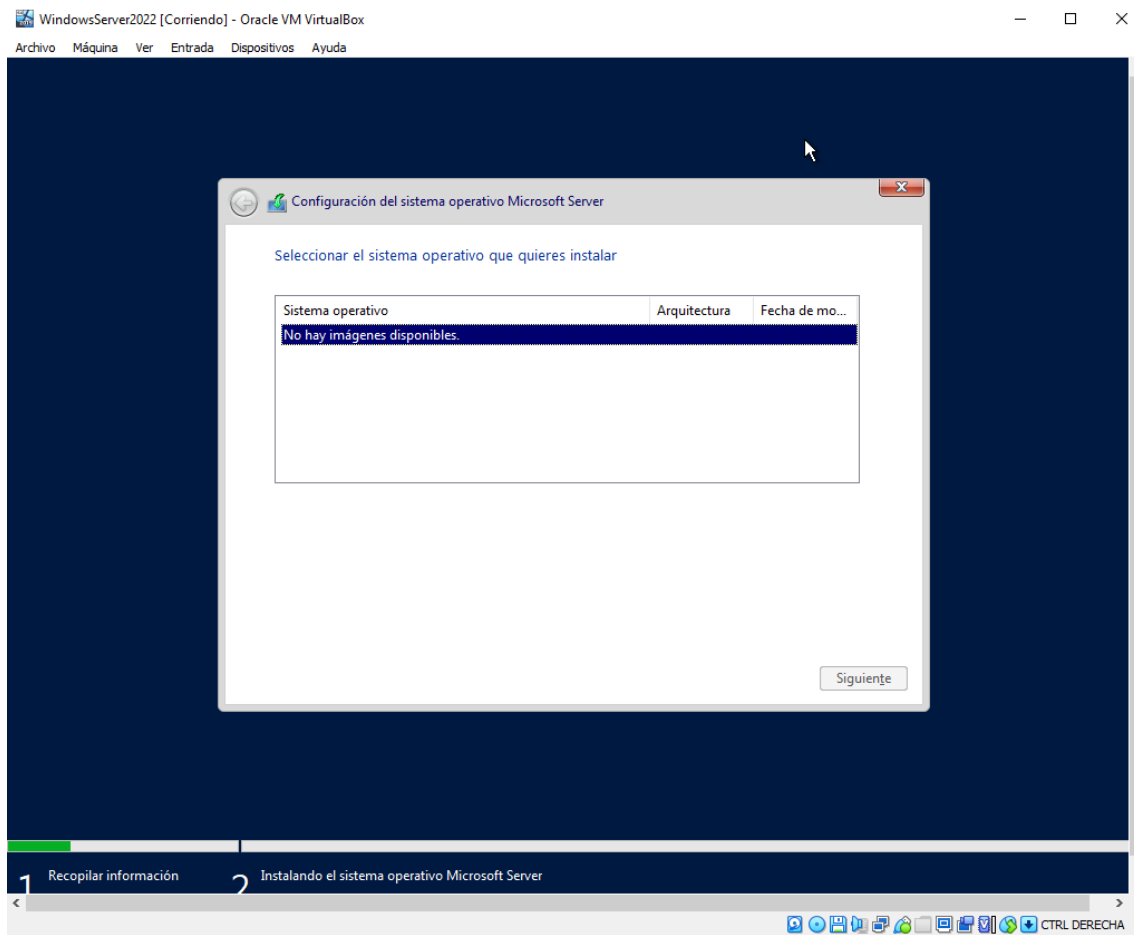 WindowsServer2022 [Corriendo] - Oracle VM VirtualBox
Archivo Máquina Ver Entrada Dispositivos Ayuda
Configuración del sistema operativo Microsoft Server
Seleccionar el sistema operativo que quieres instalar
Sistema operativo Arquitectura Fecha de mo...
No hay imágenes disponibles.
Siguiente
1 Recopilar información 2 Instalando el sistema operativo Microsoft Server
CTRL DERECHA